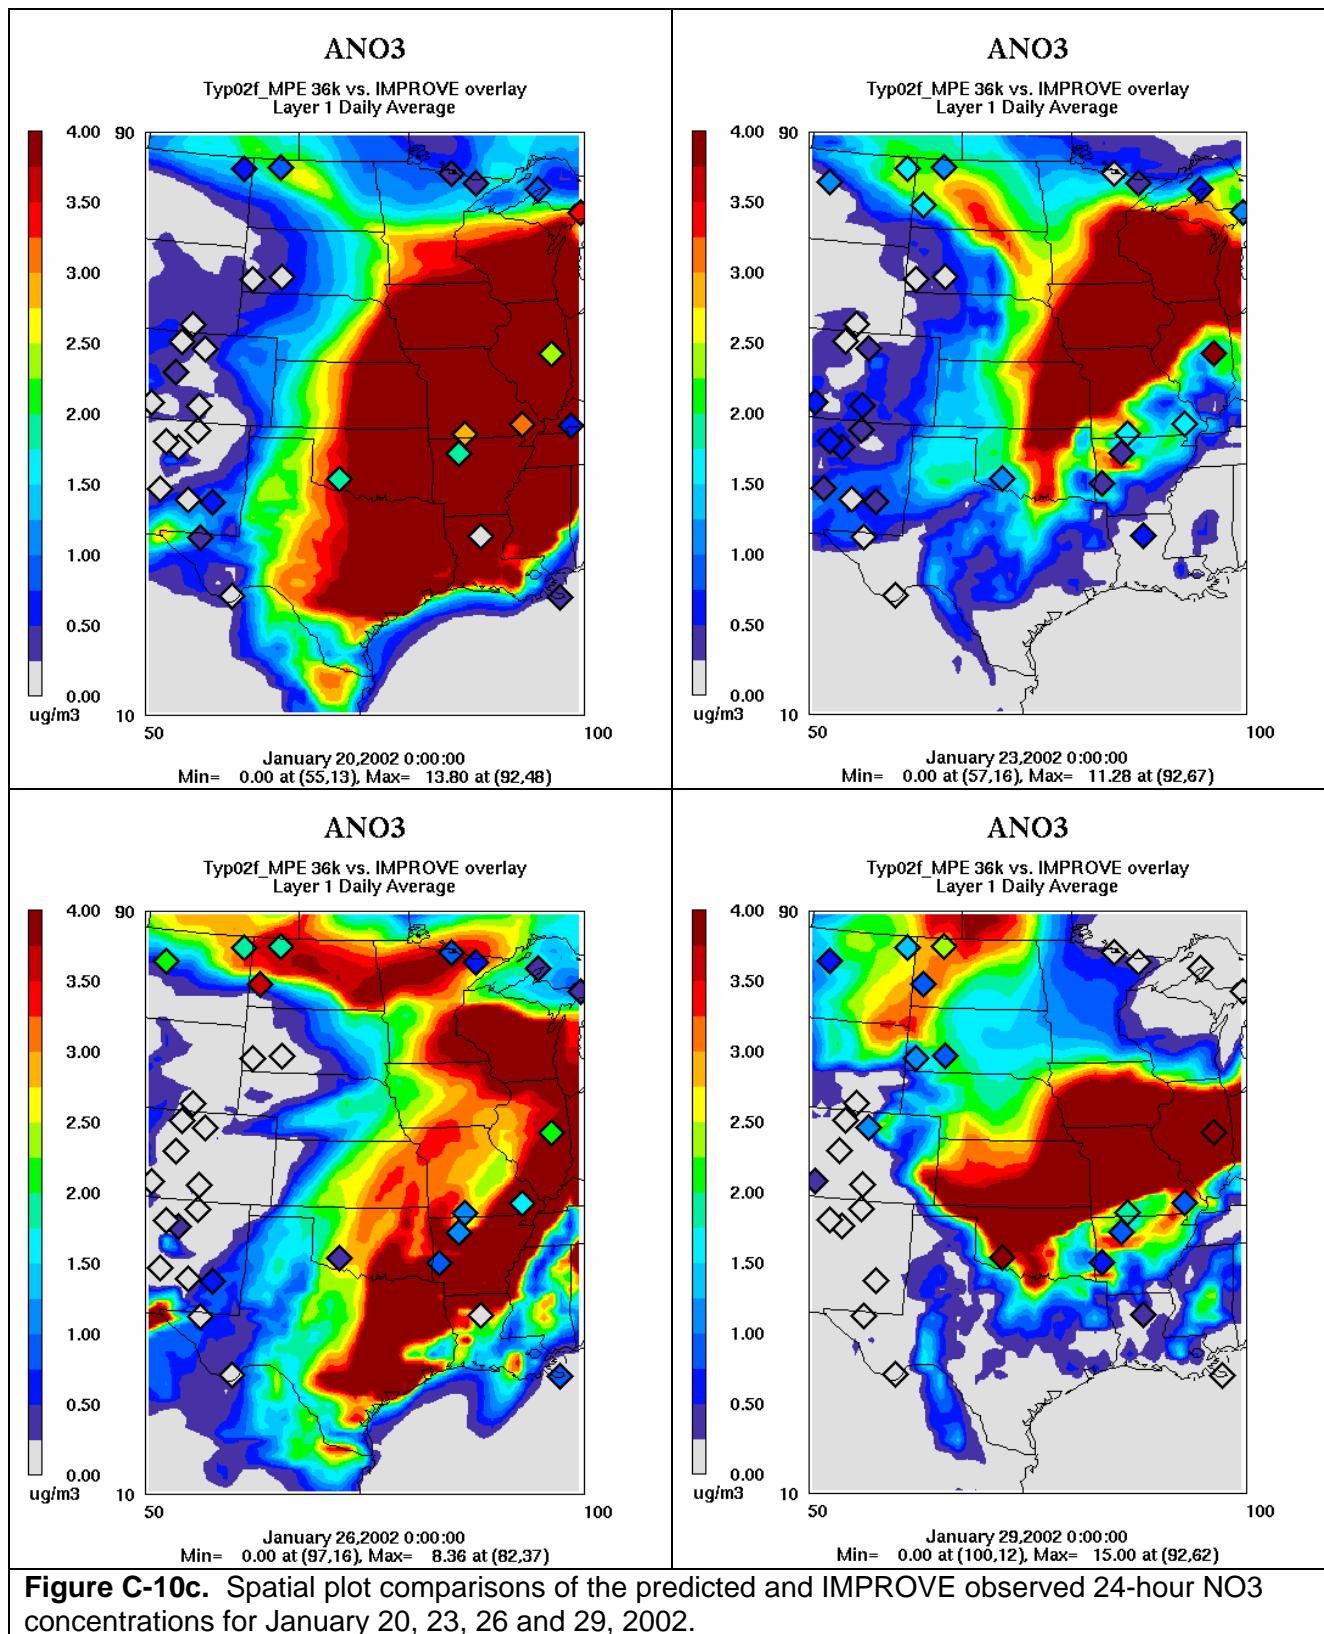 ANO3
Typ02f_MPE 36k vs. IMPROVE overlay
Layer 1 Daily Average
4.00
3.50
3.00
2.50
2.00
1.50
1.00
0.50
0.00
ug/m3
90
10
50
100
January 20,2002 0:00:00
Min= 0.00 at (55,13), Max= 13.80 at (92,48)
ANO3
Typ02f_MPE 36k vs. IMPROVE overlay
Layer 1 Daily Average
4.00
3.50
3.00
2.50
2.00
1.50
1.00
0.50
0.00
ug/m3
90
10
50
100
January 23,2002 0:00:00
Min= 0.00 at (57,16), Max= 11.28 at (92,67)
ANO3
Typ02f_MPE 36k vs. IMPROVE overlay
Layer 1 Daily Average
4.00
3.50
3.00
2.50
2.00
1.50
1.00
0.50
0.00
ug/m3
90
10
50
100
January 26,2002 0:00:00
Min= 0.00 at (97,16), Max= 8.36 at (82,37)
ANO3
Typ02f_MPE 36k vs. IMPROVE overlay
Layer 1 Daily Average
4.00
3.50
3.00
2.50
2.00
1.50
1.00
0.50
0.00
ug/m3
90
10
50
100
January 29,2002 0:00:00
Min= 0.00 at (100,12), Max= 15.00 at (92,62)
Figure C-10c. Spatial plot comparisons of the predicted and IMPROVE observed 24-hour NO3
concentrations for January 20, 23, 26 and 29, 2002.